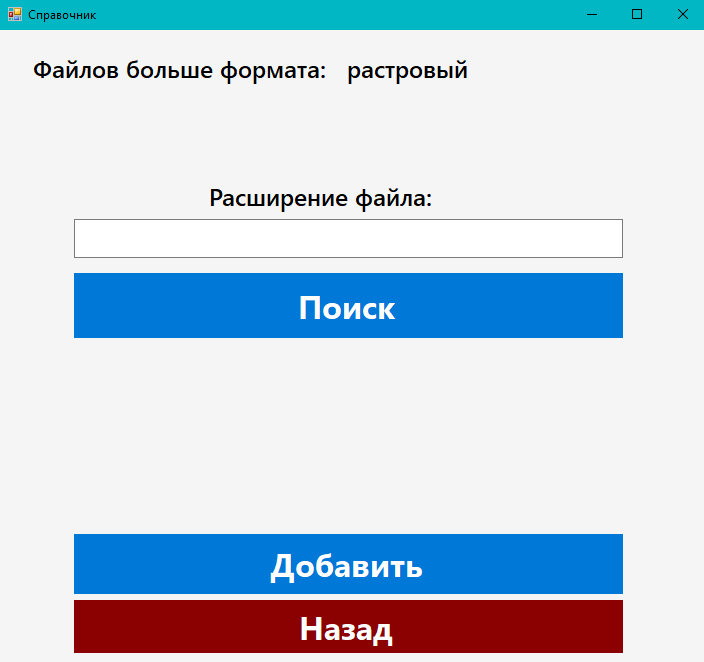 Справочник
Файлов больше формата: растровый
Расширение файла:
Поиск
Добавить
Назад